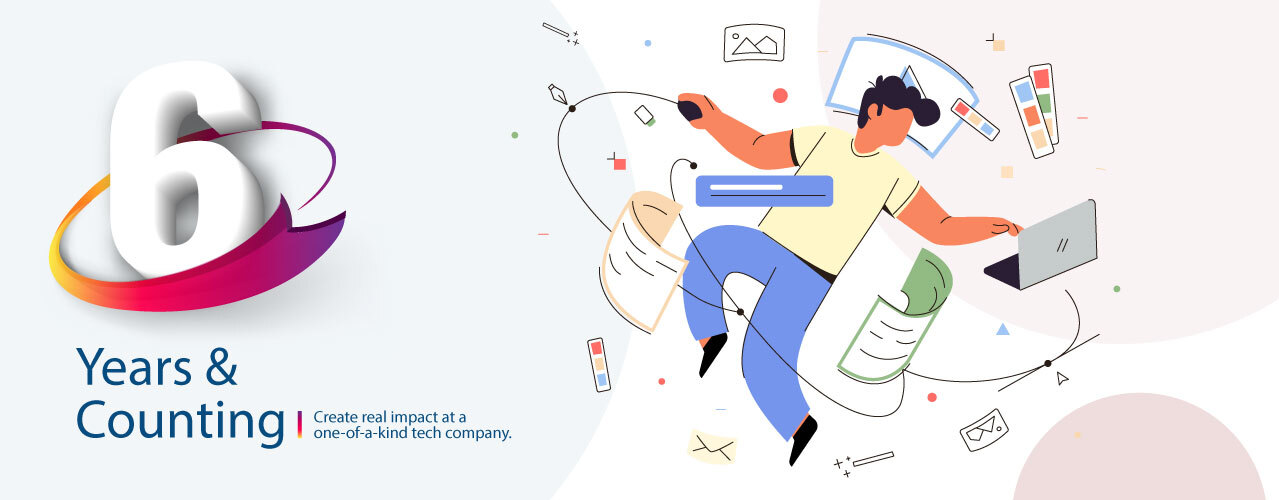 6
Years &
Counting
Create real impact at a
one-of-a-kind tech company.